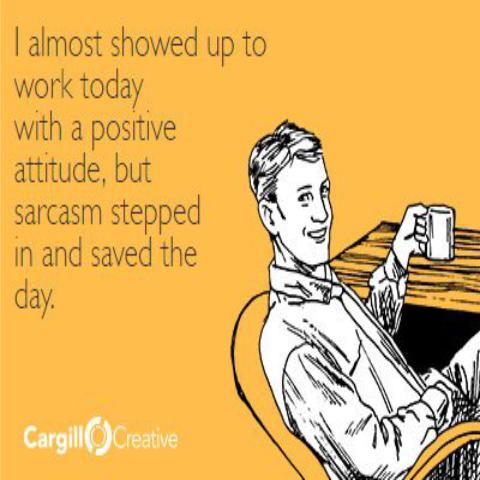 I almost showed up to
work today
with a positive
attitude, but
sarcasm stepped
in and saved the
day.
Cargill Creative